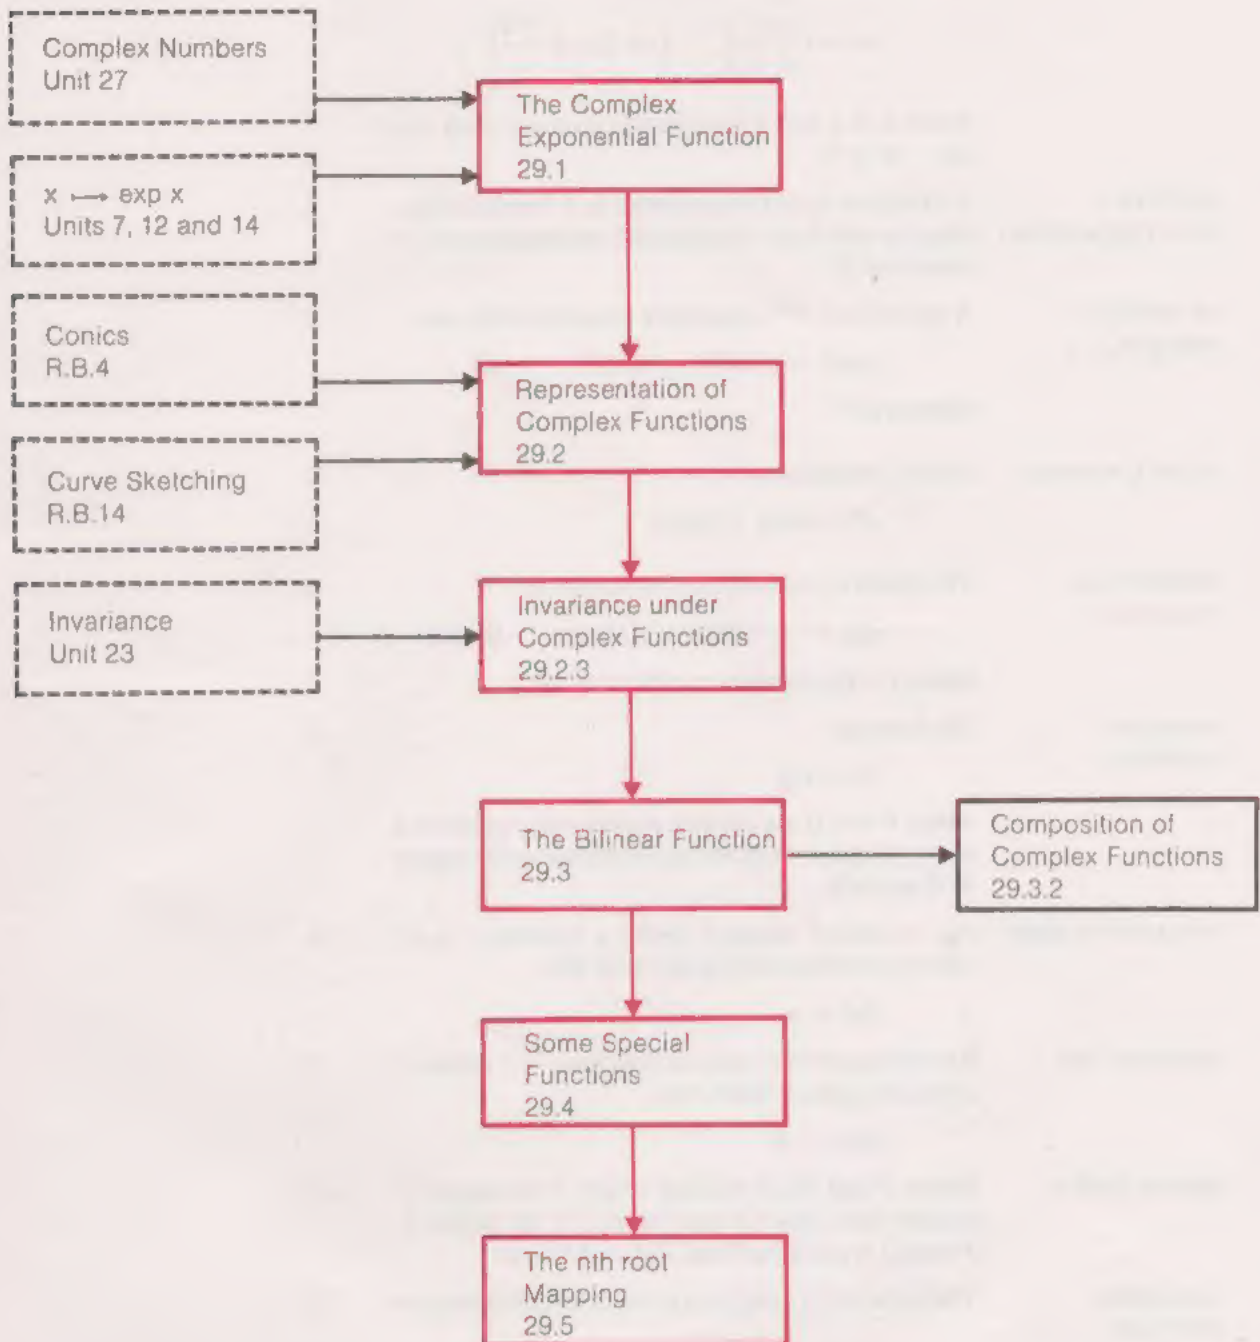 Complex Numbers
Unit 27
The Complex
Exponential Function
29.1
x ⟼ exp x
Units 7, 12 and 14
Conics
R.B.4
Representation of
Complex Functions
29.2
Curve Sketching
R.B.14
Invariance
Unit 23
Invariance under
Complex Functions
29.2.3
The Bilinear Function
29.3
Composition of
Complex Functions
29.3.2
Some Special
Functions
29.4
The nth root
Mapping
29.5